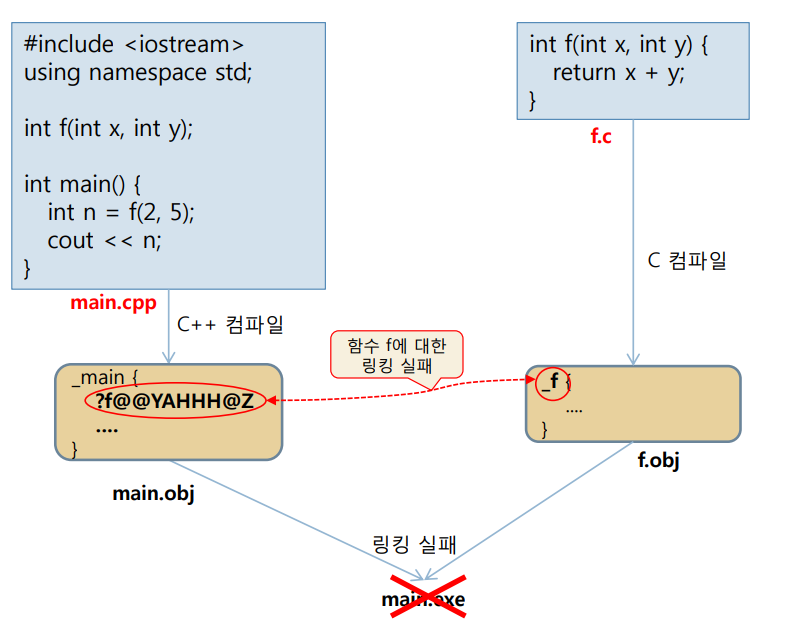 #include <iostream>
using namespace std;
int f(int x, int y);
int main() {
int n = f(2, 5);
cout << n;
}
main.cpp
C++ 컴파일
int f(int x, int y) {
return x + y;
}
f.c
C 컴파일
함수 f에 대한
링킹 실패
_main {
?f@@YAHHH@Z
....
}
main.obj
_f {
....
}
f.obj
링킹 실패
main.exe